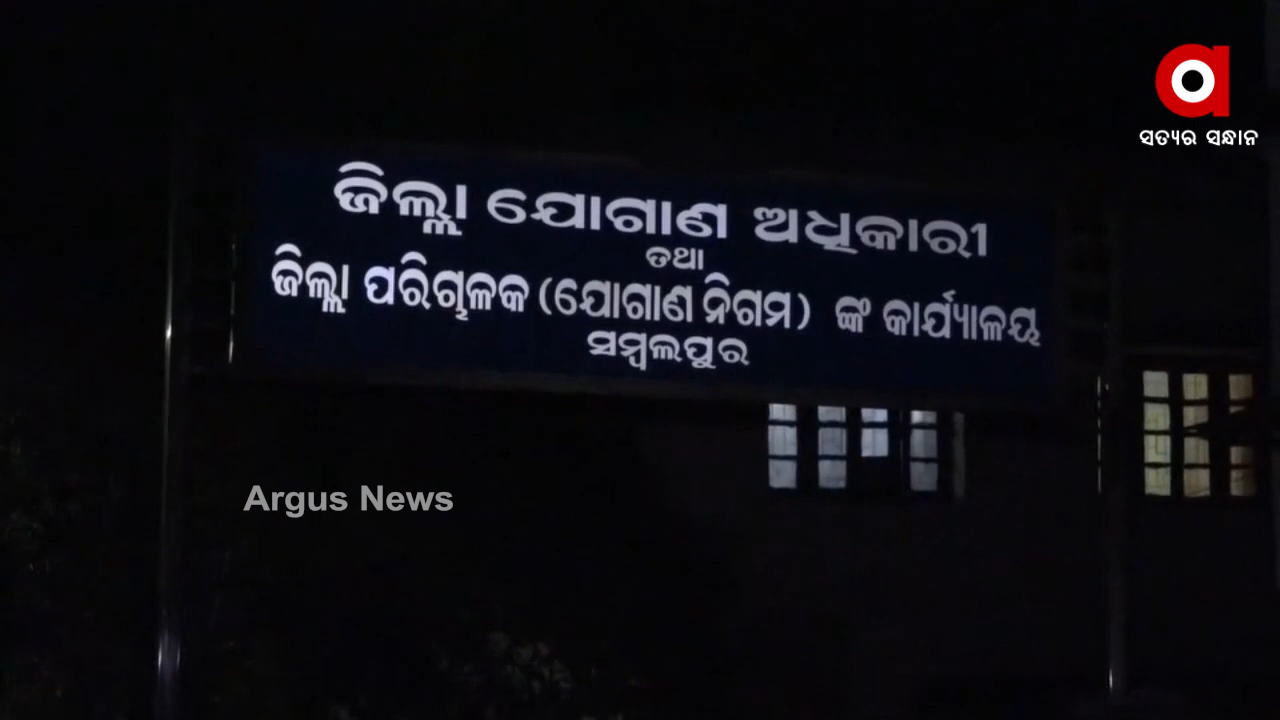 ସତ୍ୟର ସନ୍ଧାନ
ଜିଲ୍ଲା ଯୋଗାଣ ଅଧିକାରୀ
ତଥା
ଜିଲ୍ଲା ପରିଚାଳକ (ଯୋଗାଣ ନିଗମ) ଙ୍କ କାର୍ଯ୍ୟାଳୟ
ସମ୍ବଲପୁର
Argus News